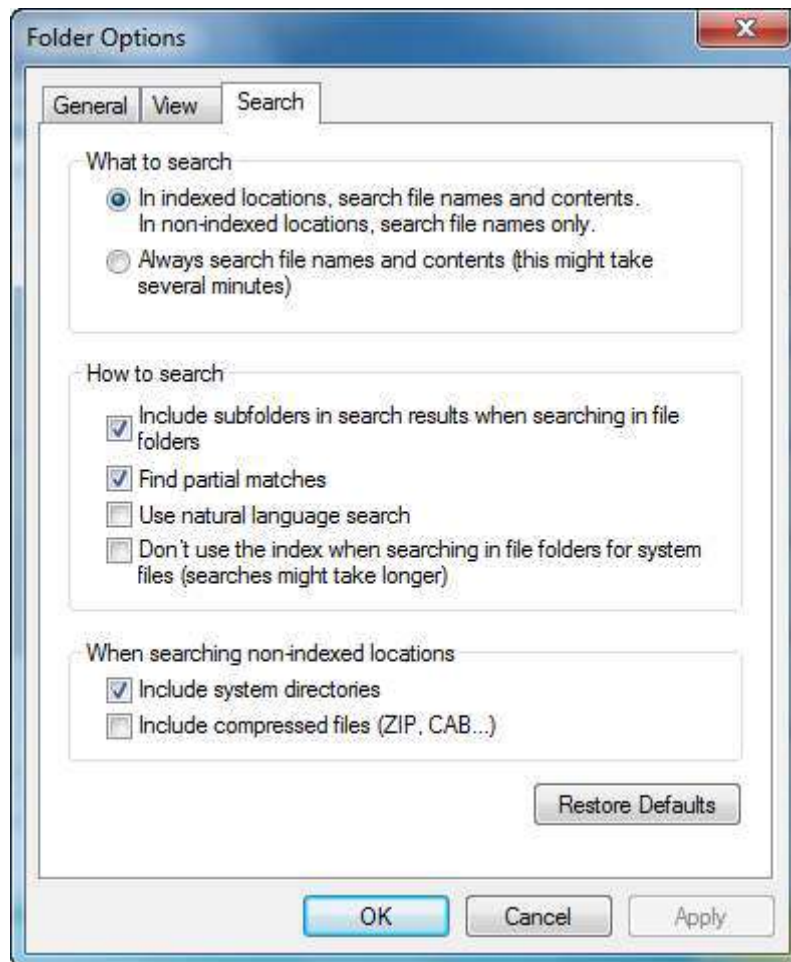 Folder Options
General View Search
What to search
In indexed locations, search file names and contents.
In non-indexed locations, search file names only.
Always search file names and contents (this might take
several minutes)
How to search
Include subfolders in search results when searching in file
folders
Find partial matches
Use natural language search
Don't use the index when searching in file folders for system
files (searches might take longer)
When searching non-indexed locations
Include system directories
Include compressed files (ZIP, CAB...)
Restore Defaults
OK Cancel Apply